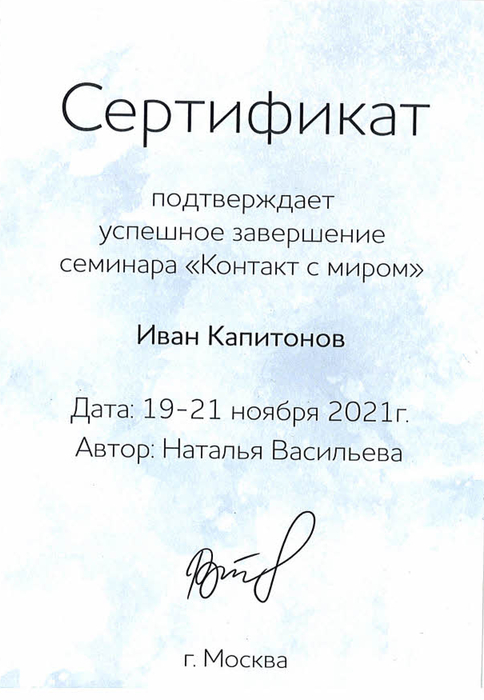 Сертификат
подтверждает
успешное завершение
семинара «Контакт с миром»
Иван Капитонов
Дата: 19-21 ноября 2021г.
Автор: Наталья Васильева
г. Москва